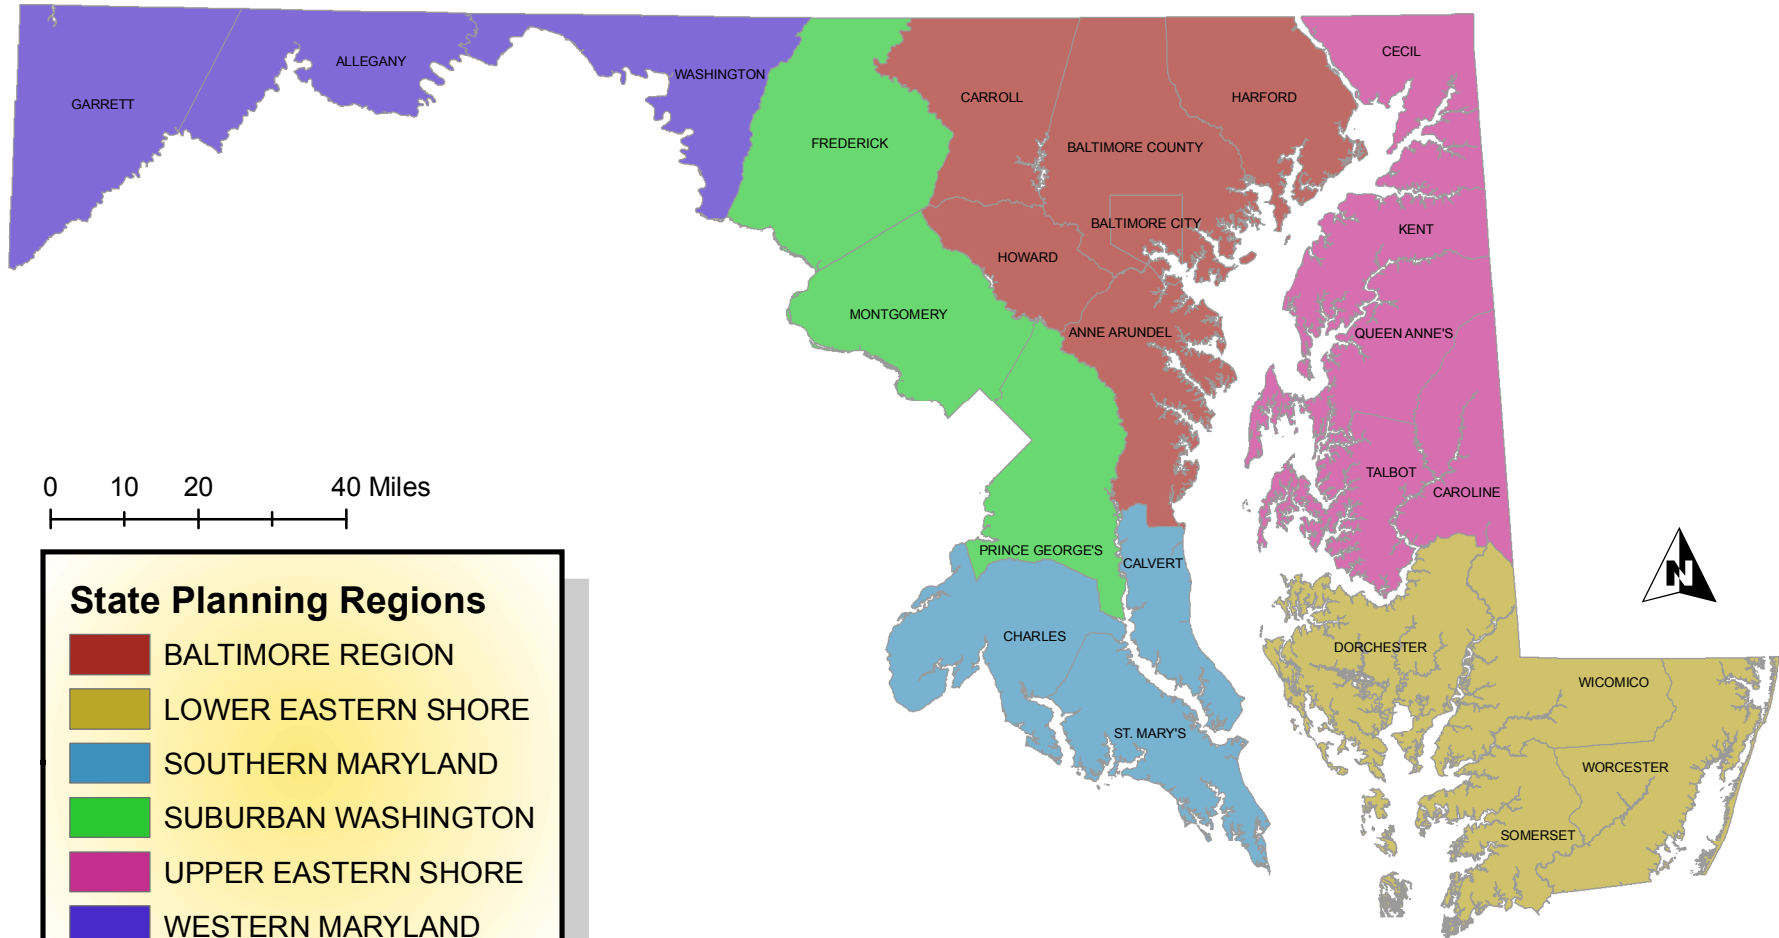 CECIL
ALLEGANY
WASHINGTON
GARRETT
CARROLL
HARFORD
FREDERICK
BALTIMORE COUNTY
BALTIMORE CITY
KENT
HOWARD
MONTGOMERY
ANNE ARUNDEL
QUEEN ANNE'S
TALBOT
CAROLINE
0 10 20 40 Miles
PRINCE GEORGE'S
CALVERT
N
CHARLES
DORCHESTER
WICOMICO
ST. MARY'S
WORCESTER
SOMERSET
State Planning Regions
BALTIMORE REGION
LOWER EASTERN SHORE
SOUTHERN MARYLAND
SUBURBAN WASHINGTON
UPPER EASTERN SHORE
WESTERN MARYLAND